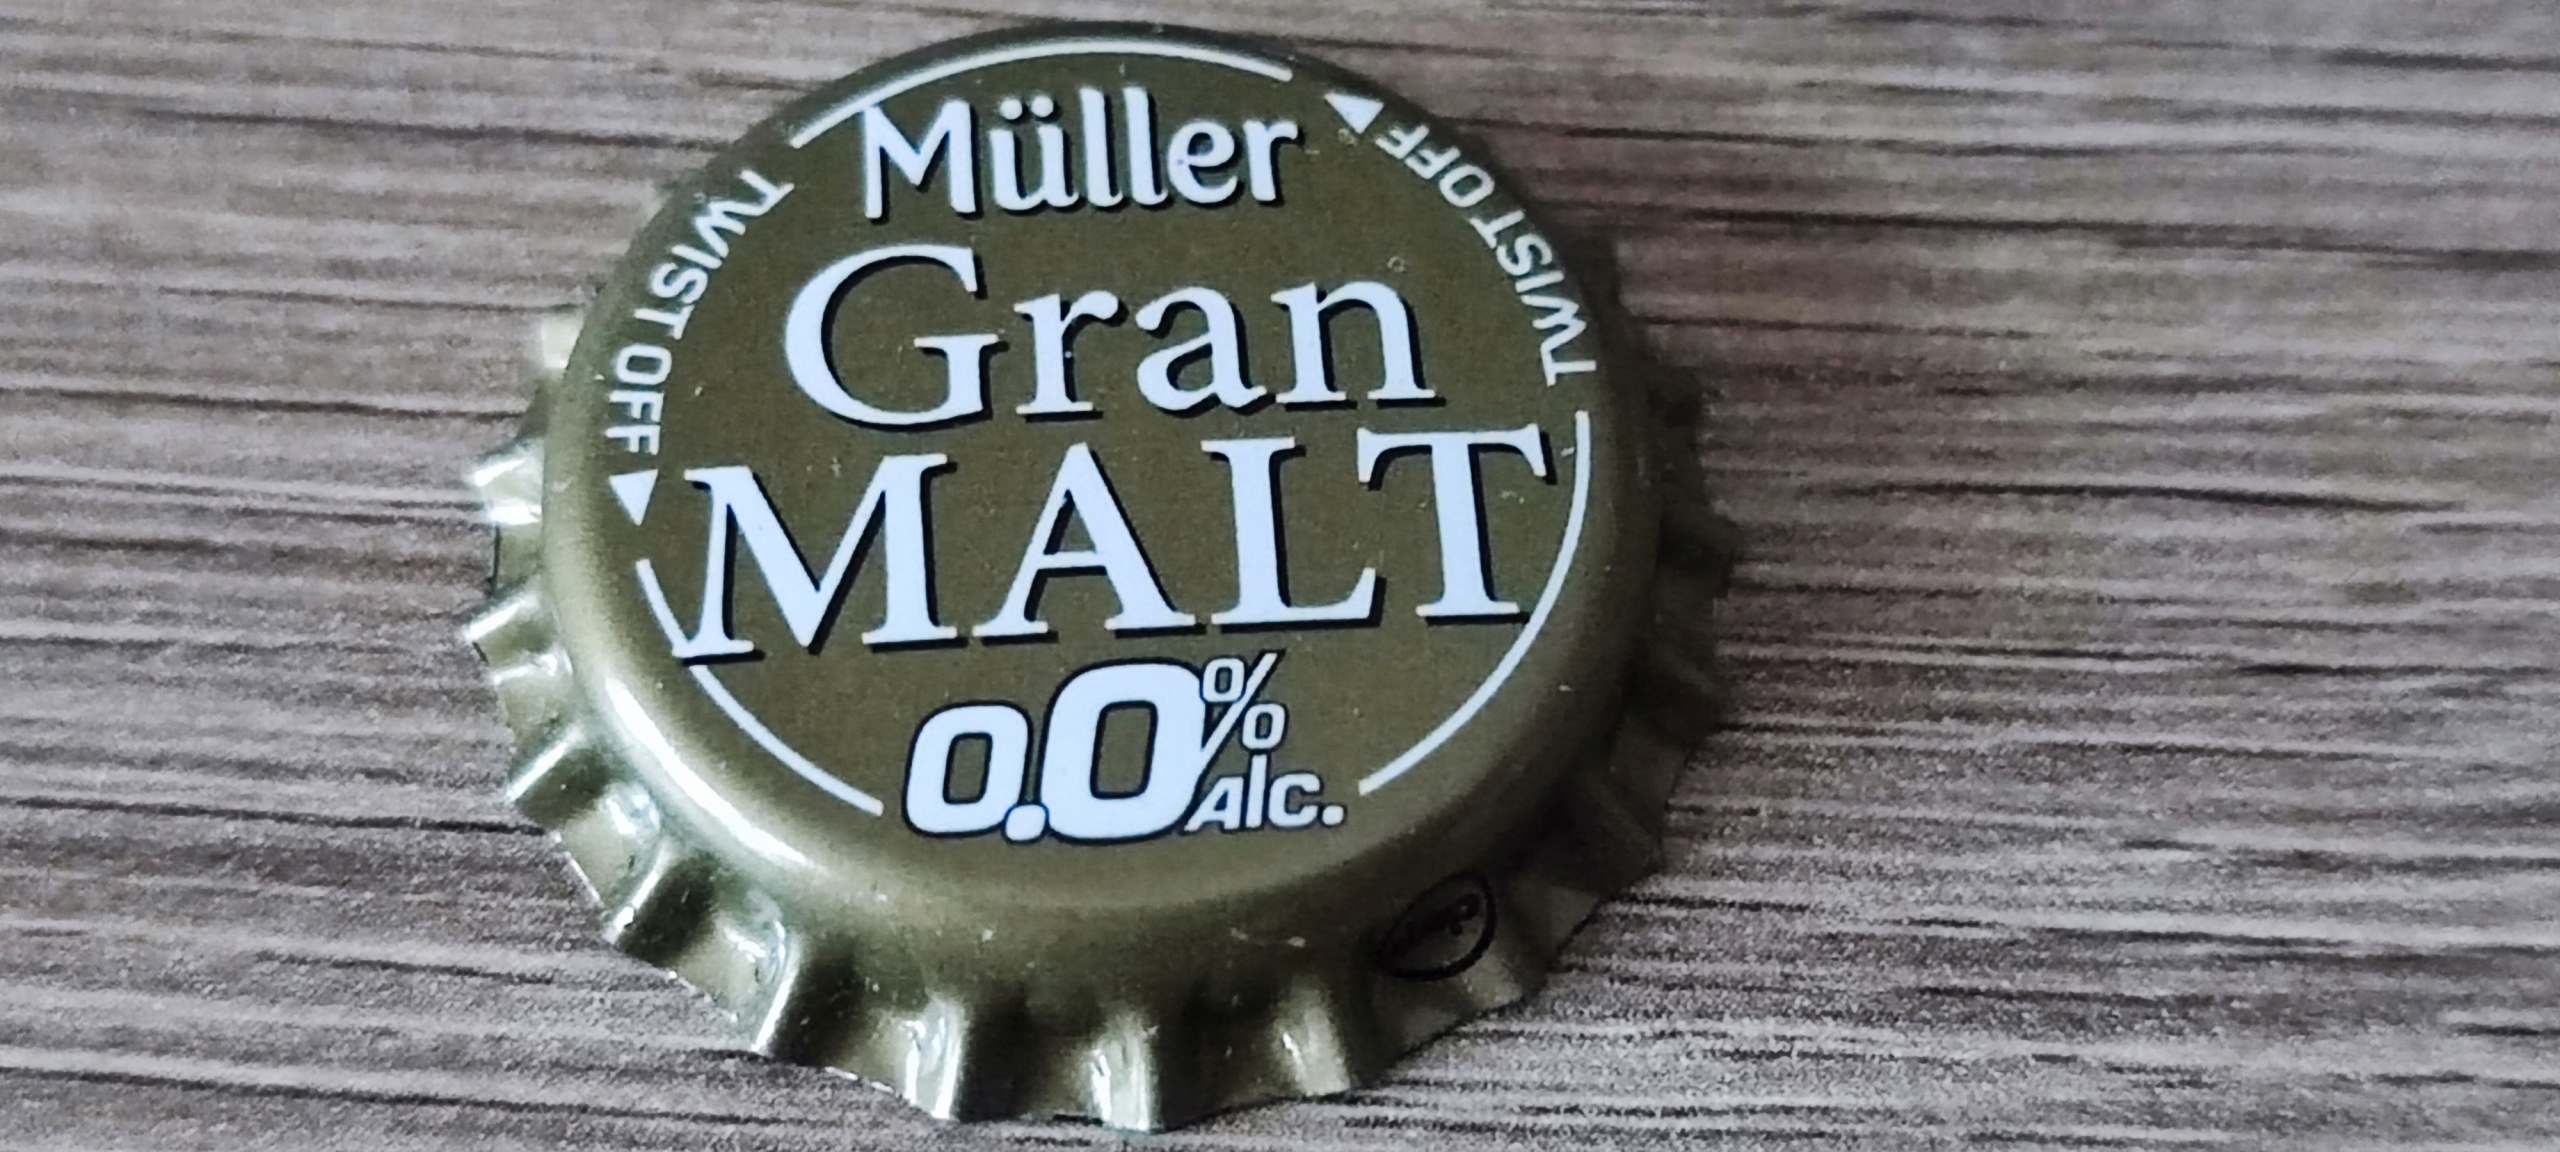 Müller
Gran
MALT
0.0% Alc.
TWIST OFF
TWIST OFF